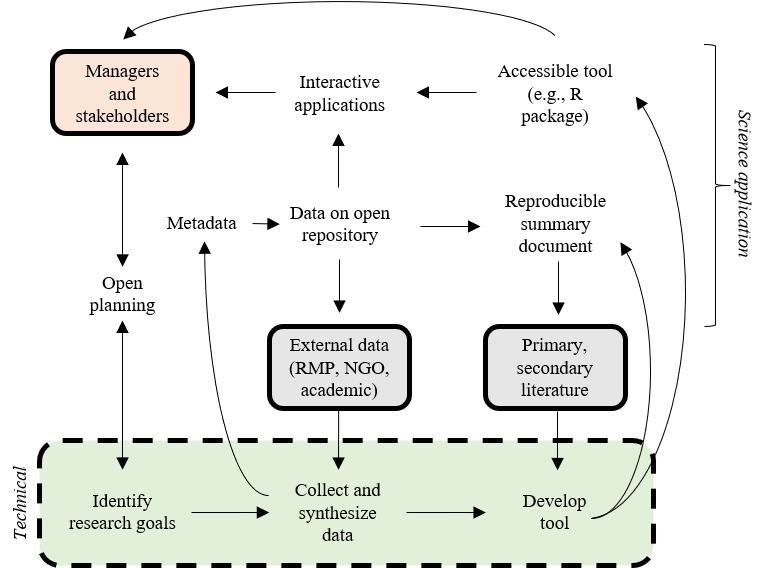 Managers
and
stakeholders
Interactive
applications
Accessible tool
(e.g., R
package)
Science application
Metadata
Data on open
repository
Reproducible
summary
document
Open
planning
External data
(RMP, NGO,
academic)
Primary,
secondary
literature
Technical
Identify
research goals
Collect and
synthesize
data
Develop
tool